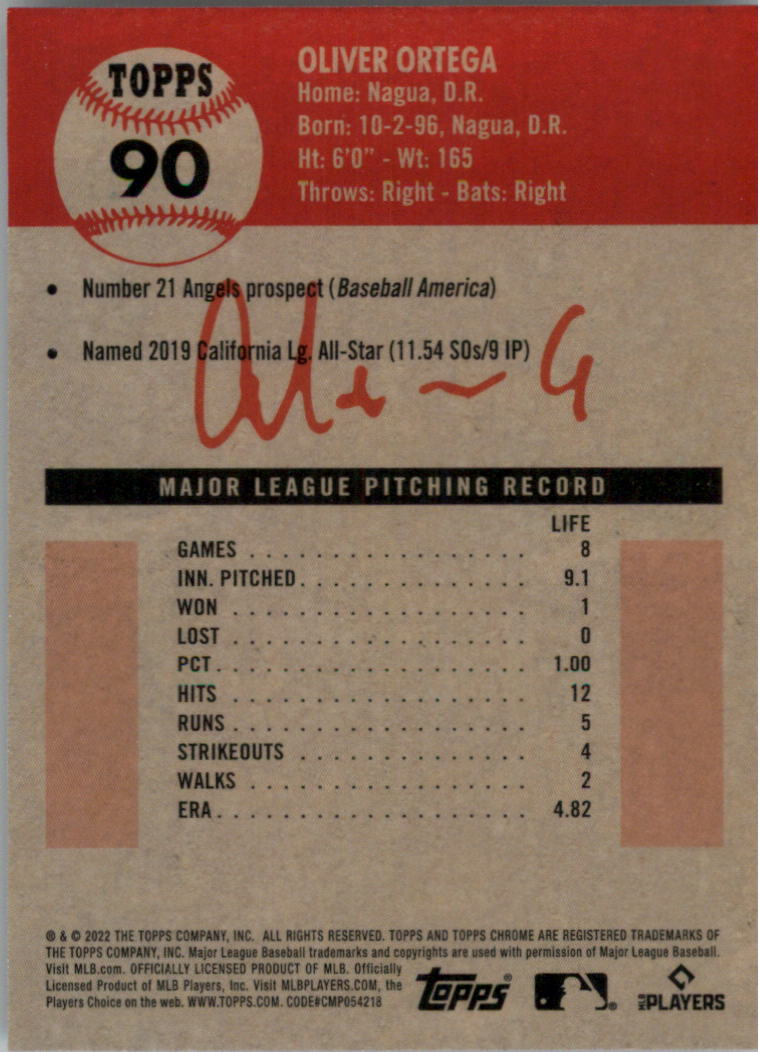 TOPPS
90
OLIVER ORTEGA
Home: Nagua, D.R.
Born: 10-2-96, Nagua, D.R.
Ht: 6'0" - Wt: 165
Throws: Right - Bats: Right
• Number 21 Angels prospect (Baseball America)
• Named 2019 California Lg. All-Star (11.54 SOs/9 IP)
MAJOR LEAGUE PITCHING RECORD
LIFE
GAMES . . . . . . . . . . . . . . . . . 8
INN. PITCHED . . . . . . . . . . . . . . 9.1
WON . . . . . . . . . . . . . . . . . . 1
LOST . . . . . . . . . . . . . . . . . . 0
PCT . . . . . . . . . . . . . . . . . . 1.00
HITS . . . . . . . . . . . . . . . . . . 12
RUNS . . . . . . . . . . . . . . . . . . 5
STRIKEOUTS . . . . . . . . . . . . . . 4
WALKS . . . . . . . . . . . . . . . . . 2
ERA . . . . . . . . . . . . . . . . . . 4.82
® & © 2022 THE TOPPS COMPANY, INC. ALL RIGHTS RESERVED. TOPPS AND TOPPS CHROME ARE REGISTERED TRADEMARKS OF
THE TOPPS COMPANY, INC. Major League Baseball trademarks and copyrights are used with permission of Major League Baseball.
Visit MLB.com. OFFICIALLY LICENSED PRODUCT OF MLB. Officially
Licensed Product of MLB Players, Inc. Visit MLBPLAYERS.COM, the
Players Choice on the web. WWW.TOPPS.COM. CODE#CMP054218
topps® ® MLB PLAYERS